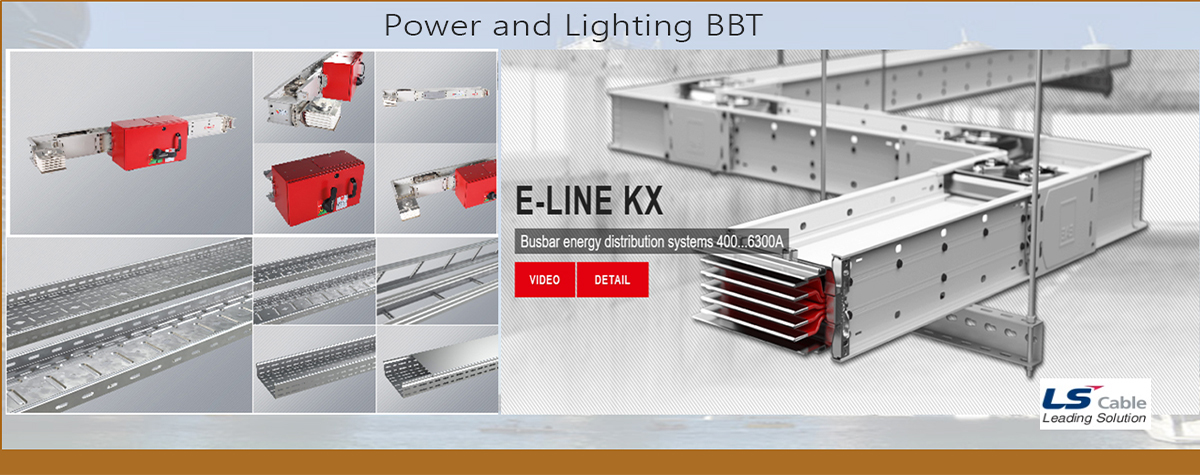 Power and Lighting BBT
E-LINE KX
Busbar energy distribution systems 400...6300A
VIDEO
DETAIL
LS Cable
Leading Solution